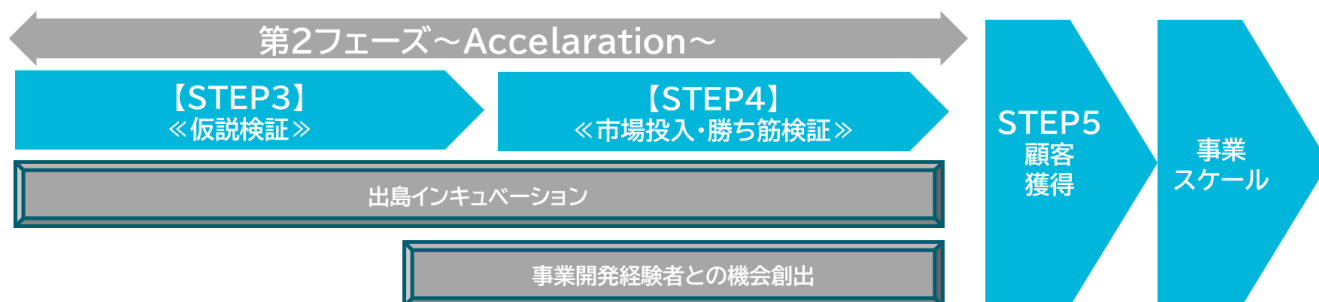 第2フェーズ～Accelaration～
【STEP3】
≪仮説検証≫
【STEP4】
≪市場投入・勝ち筋検証≫
出島インキュベーション
事業開発経験者との機会創出
STEP5
顧客
獲得
事業
スケール